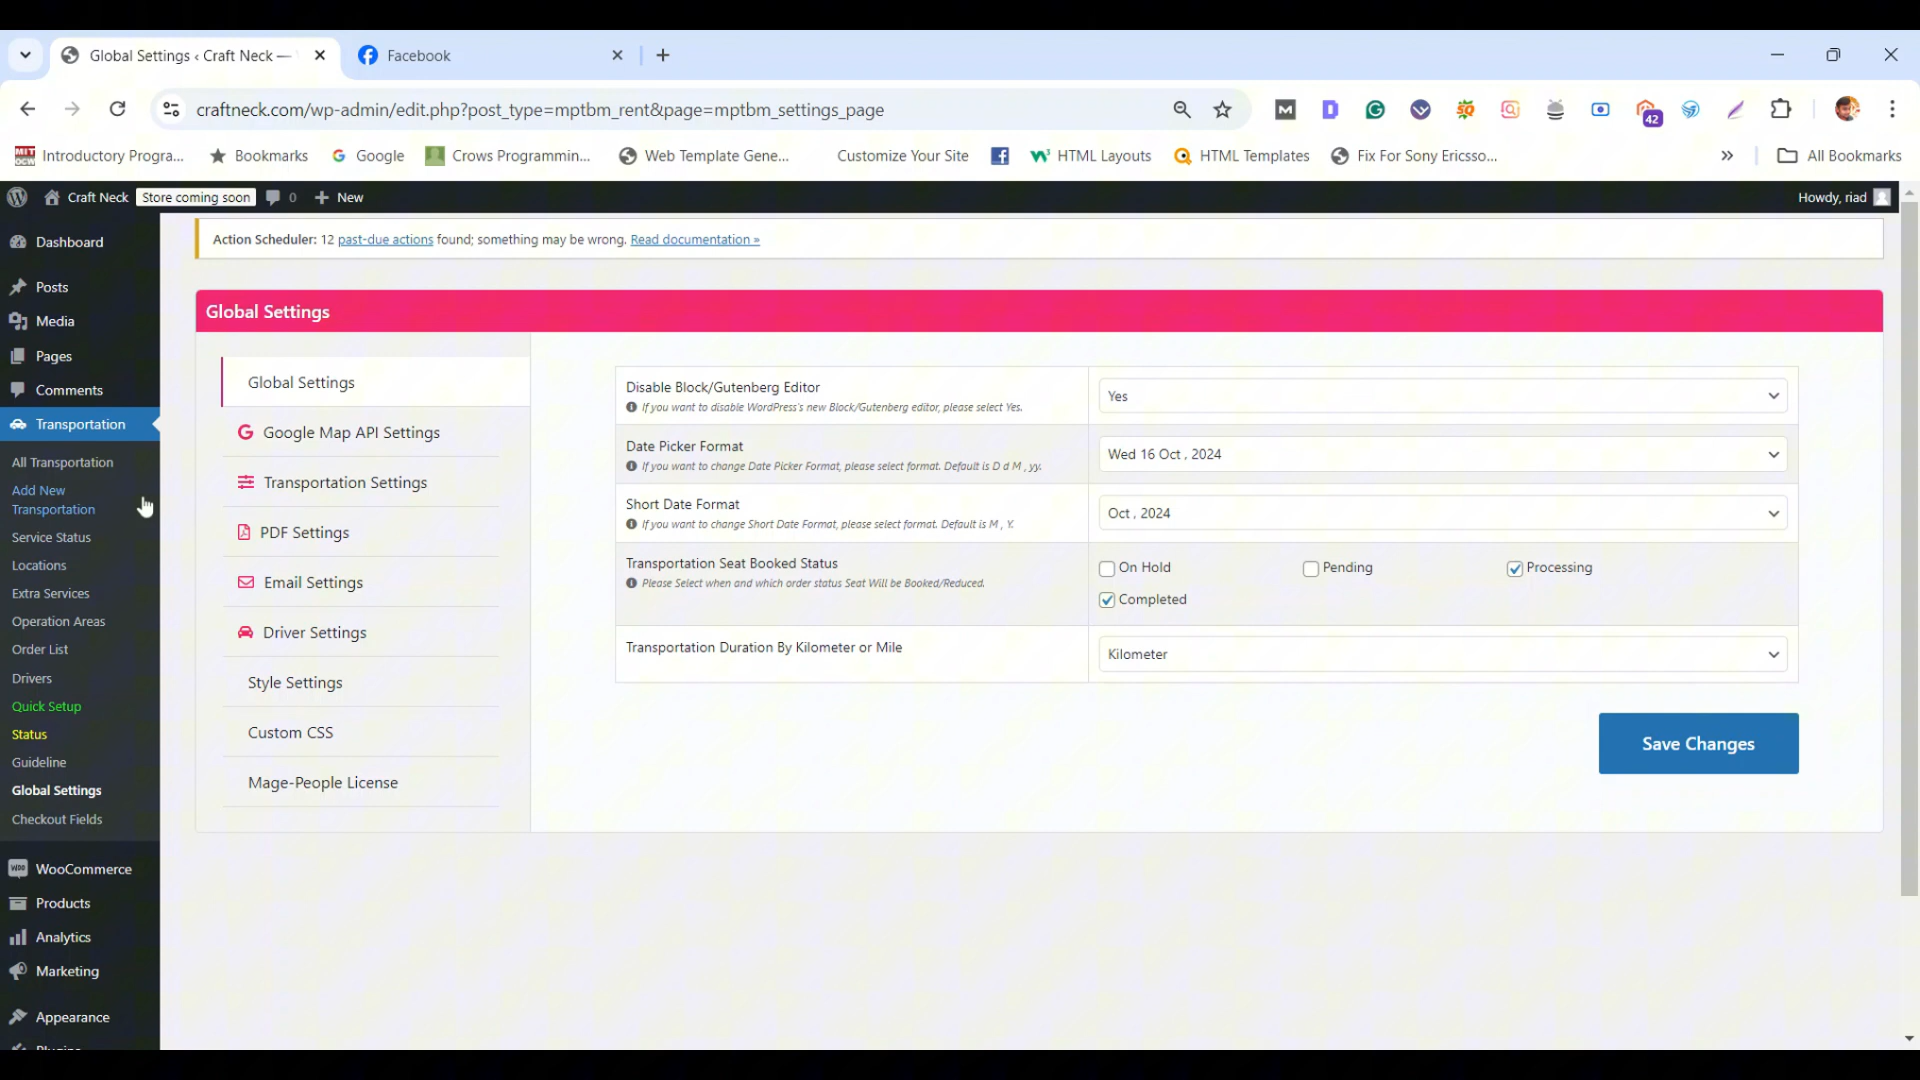 Global Settings ‹ Craft Neck —
Facebook
craftneck.com/wp-admin/edit.php?post_type=mptbm_rent&page=mptbm_settings_page
42
MIT OCW Introductory Progra...
Bookmarks
Google
Crows Programmin...
Web Template Gene...
Customize Your Site
HTML Layouts
HTML Templates
Fix For Sony Ericsso...
All Bookmarks
Craft Neck
Store coming soon
0
New
Howdy, riad
Dashboard
Posts
Media
Pages
Comments
Transportation
All Transportation
Add New
Transportation
Service Status
Locations
Extra Services
Operation Areas
Order List
Drivers
Quick Setup
Status
Guideline
Global Settings
Checkout Fields
WooCommerce
Products
Analytics
Marketing
Appearance
Action Scheduler: 12 past-due actions found; something may be wrong. Read documentation »
Global Settings
Global Settings
Google Map API Settings
Transportation Settings
PDF Settings
Email Settings
Driver Settings
Style Settings
Custom CSS
Mage-People License
Disable Block/Gutenberg Editor
If you want to disable WordPress's new Block/Gutenberg editor, please select Yes.
Yes
Date Picker Format
If you want to change Date Picker Format, please select format. Default is D d M , yy.
Wed 16 Oct , 2024
Short Date Format
If you want to change Short Date Format, please select format. Default is M , Y.
Oct , 2024
Transportation Seat Booked Status
Please Select when and which order status Seat Will be Booked/Reduced.
On Hold
Pending
Processing
Completed
Transportation Duration By Kilometer or Mile
Kilometer
Save Changes